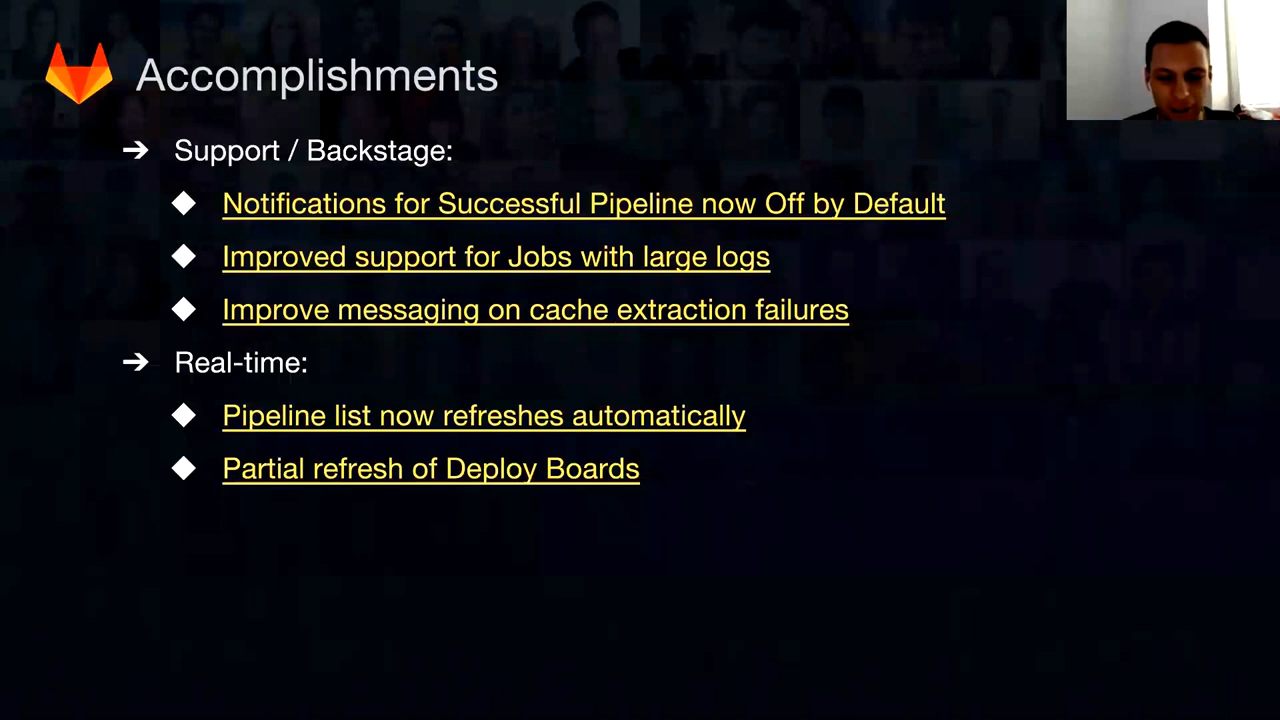 Accomplishments
➔ Support / Backstage:
◆ Notifications for Successful Pipeline now Off by Default
◆ Improved support for Jobs with large logs
◆ Improve messaging on cache extraction failures
➔ Real-time:
◆ Pipeline list now refreshes automatically
◆ Partial refresh of Deploy Boards